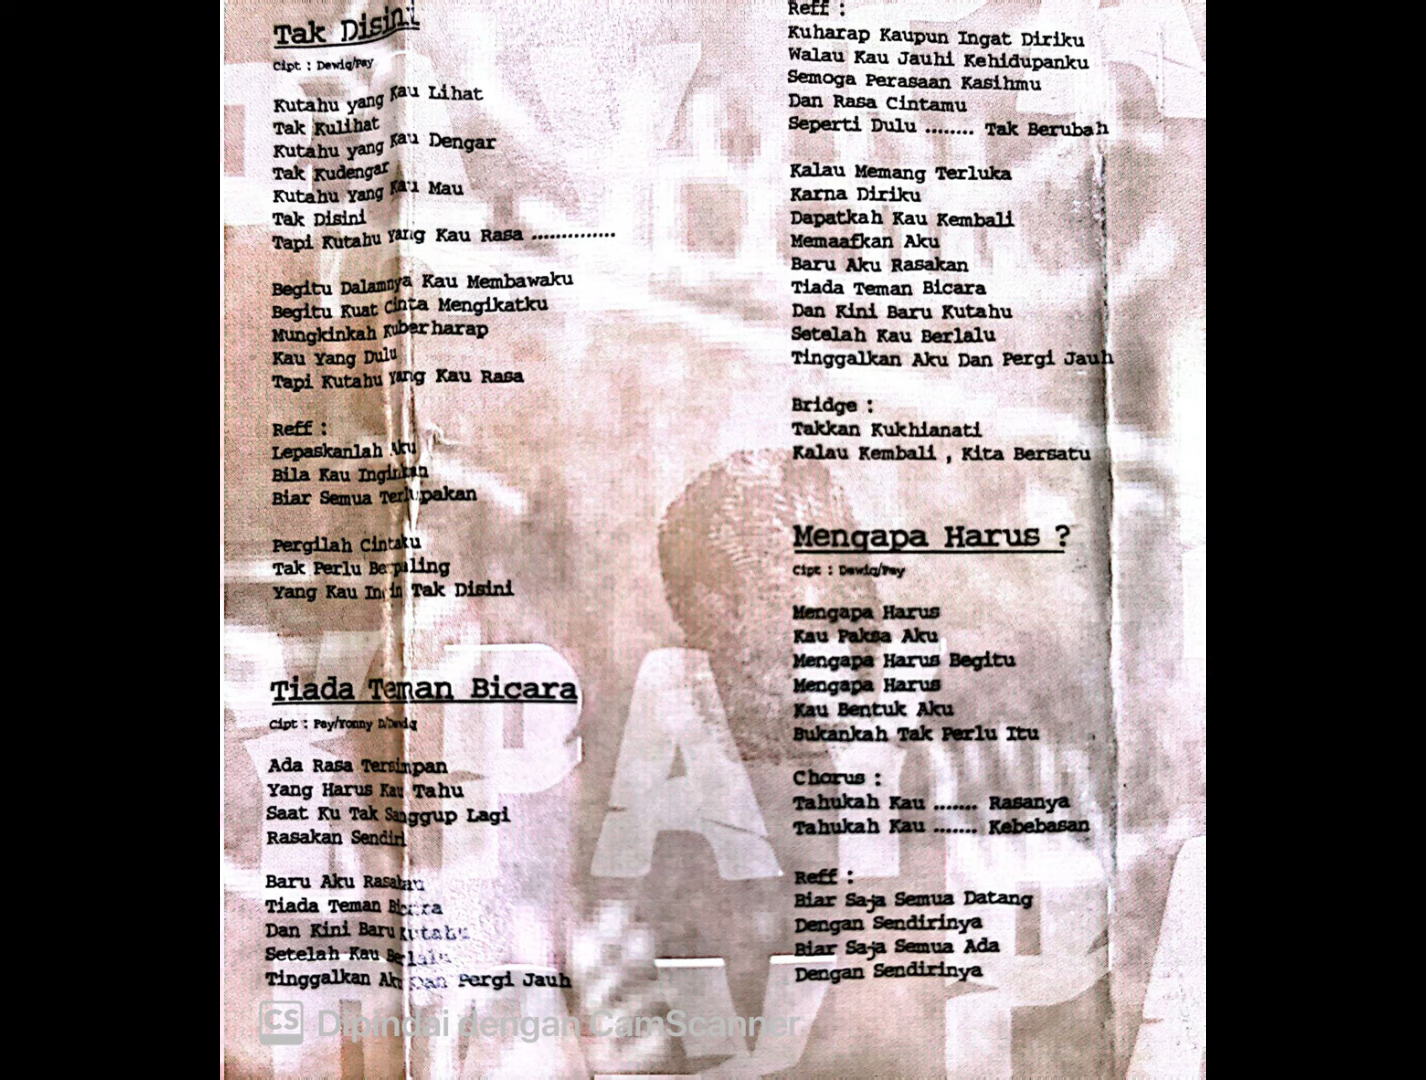 Tak Disini
Cipt : Dewiq/Pay
Kutahu yang Kau Lihat
Tak Kulihat
Kutahu yang Kau Dengar
Tak Kudengar
Kutahu Yang Kau Mau
Tak Disini
Tapi Kutahu Yang Kau Rasa ..............
Begitu Dalamnya Kau Membawaku
Begitu Kuat Cinta Mengikatku
Mungkinkah Kuberharap
Kau Yang Dulu
Tapi Kutahu Yang Kau Rasa
Reff :
Lepaskanlah Aku
Bila Kau Inginkan
Biar Semua Terlupakan
Pergilah Cintaku
Tak Perlu Berpaling
Yang Kau Ingin Tak Disini
Tiada Teman Bicara
Cipt : Pay/Yonny D/Dewiq
Ada Rasa Tersimpan
Yang Harus Kau Tahu
Saat Ku Tak Sanggup Lagi
Rasakan Sendiri
Baru Aku Rasakan
Tiada Teman Bicara
Dan Kini Baru Kutahu
Setelah Kau Berlalu
Tinggalkan Aku Dan Pergi Jauh
Reff :
Kuharap Kaupun Ingat Diriku
Walau Kau Jauhi Kehidupanku
Semoga Perasaan Kasihmu
Dan Rasa Cintamu
Seperti Dulu ........ Tak Berubah
Kalau Memang Terluka
Karna Diriku
Dapatkah Kau Kembali
Memaafkan Aku
Baru Aku Rasakan
Tiada Teman Bicara
Dan Kini Baru Kutahu
Setelah Kau Berlalu
Tinggalkan Aku Dan Pergi Jauh
Bridge :
Takkan Kukhianati
Kalau Kembali , Kita Bersatu
Mengapa Harus ?
Cipt : Dewiq/Pay
Mengapa Harus
Kau Paksa Aku
Mengapa Harus Begitu
Mengapa Harus
Kau Bentuk Aku
Bukankah Tak Perlu Itu
Chorus :
Tahukah Kau ....... Rasanya
Tahukah Kau ....... Kebebasan
Reff :
Biar Saja Semua Datang
Dengan Sendirinya
Biar Saja Semua Ada
Dengan Sendirinya
CS Dipindai dengan CamScanner